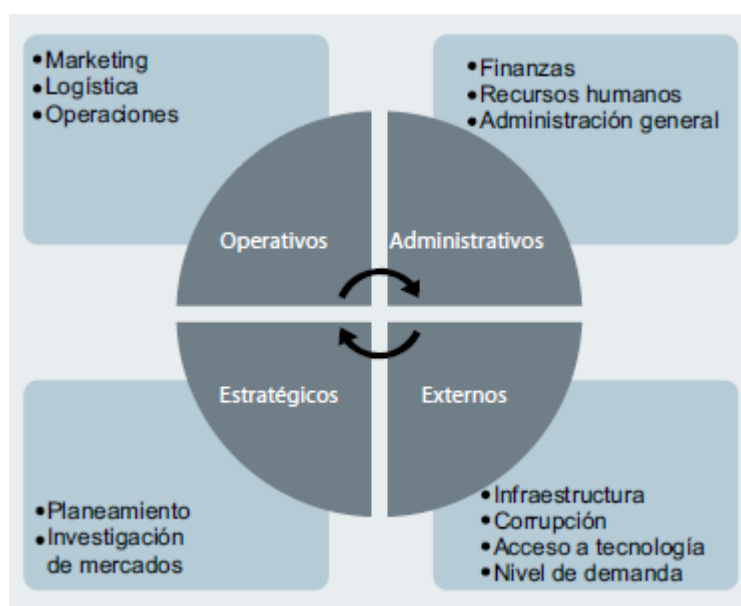 • Marketing
• Logística
• Operaciones
• Finanzas
• Recursos humanos
• Administración general
Operativos
Administrativos
Estratégicos
Externos
• Planeamiento
• Investigación
de mercados
• Infraestructura
• Corrupción
• Acceso a tecnología
• Nivel de demanda